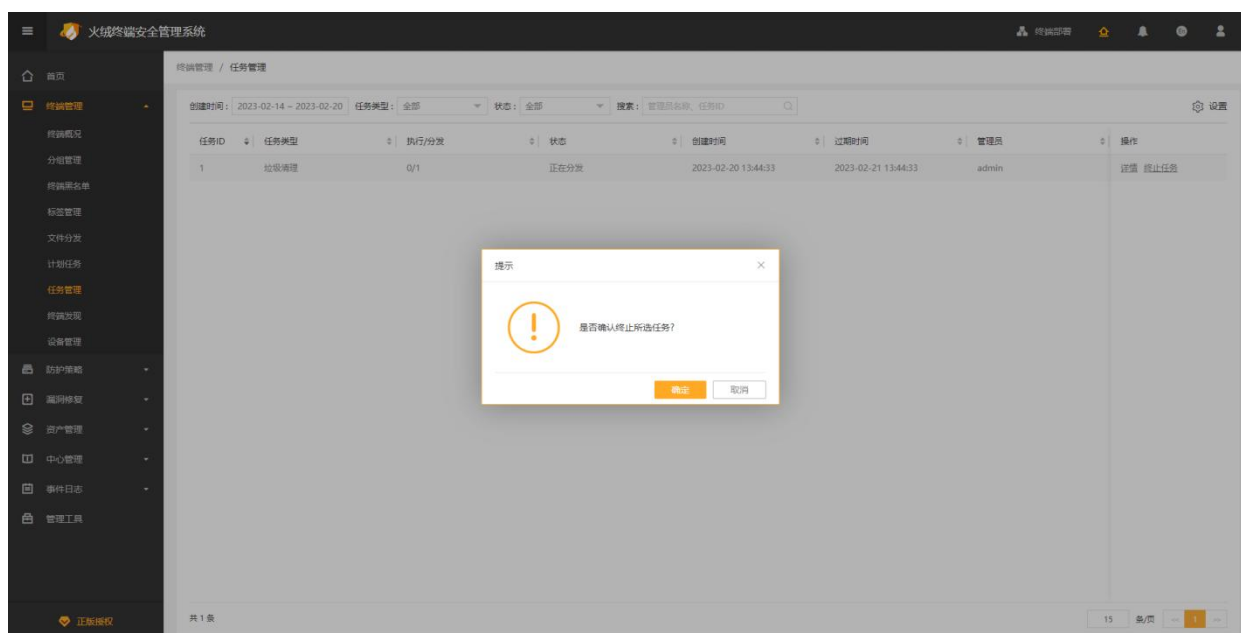 火绒终端安全管理系统 终端部署
首页
终端管理 / 任务管理
终端管理
创建时间: 2023-02-14 ~ 2023-02-20 任务类型: 全部 状态: 全部 搜索: 管理员名称、任务ID 设置
终端概况
任务ID 任务类型 执行/分发 状态 创建时间 过期时间 管理员 操作
分组管理
1 垃圾清理 0/1 正在分发 2023-02-20 13:44:33 2023-02-21 13:44:33 admin 详情 终止任务
终端黑名单
标签管理
文件分发
计划任务
任务管理
终端发现
设备管理
防护策略
漏洞修复
资产管理
中心管理
事件日志
管理工具
提示
是否确认终止所选任务?
确定 取消
正版授权
共 1 条 15 条/页 1